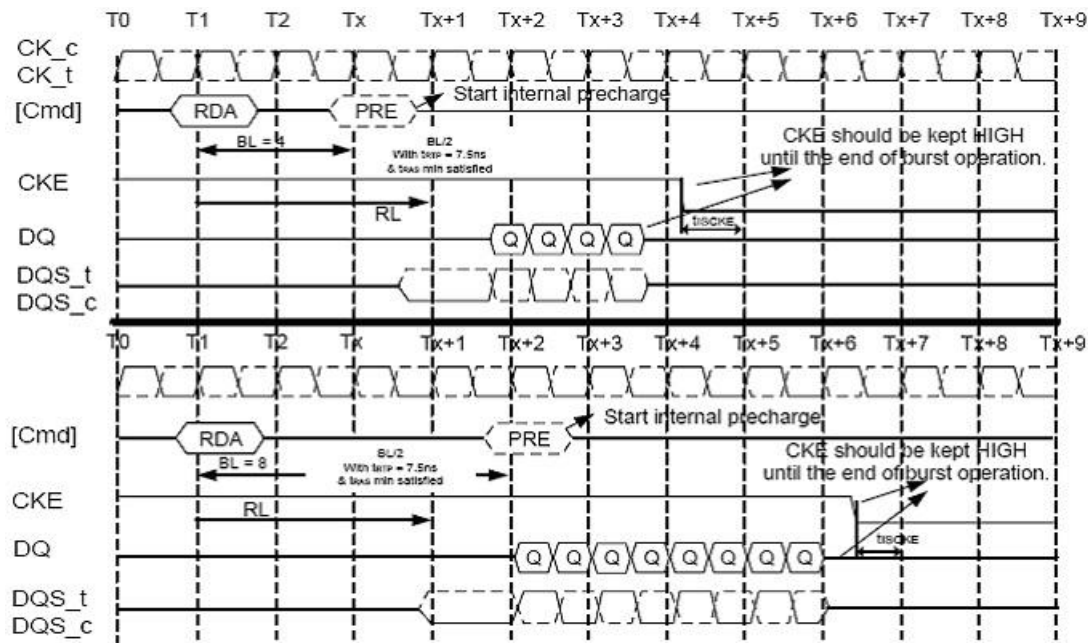 T0 T1 T2 Tx Tx+1 Tx+2 Tx+3 Tx+4 Tx+5 Tx+6 Tx+7 Tx+8 Tx+9
CK_c
CK_t
[Cmd] RDA PRE Start internal precharge
BL = 4
BL/2
With tRTP = 7.5ns
& tRAS min satisfied
CKE should be kept HIGH
until the end of burst operation.
CKE
RL
tISCKE
DQ Q Q Q Q
DQS_t
DQS_c
T0 T1 T2 Tx Tx+1 Tx+2 Tx+3 Tx+4 Tx+5 Tx+6 Tx+7 Tx+8 Tx+9
[Cmd] RDA PRE Start internal precharge
BL = 8
BL/2
With tRTP = 7.5ns
& tRAS min satisfied
CKE should be kept HIGH
until the end of burst operation.
CKE
RL
DQ Q Q Q Q Q Q Q Q
tISCKE
DQS_t
DQS_c